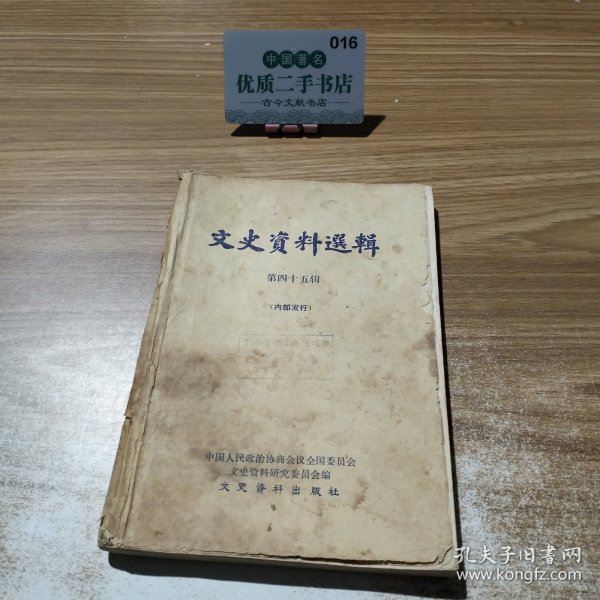 016
中国著名
优质二手书店
古今文献书店
文史資料選輯
第四十五辑
(内部发行)
中国人民政治协商会议全国委员会
文史资料研究委员会编
文史资料出版社
孔夫子旧書网
www.kongfz.com